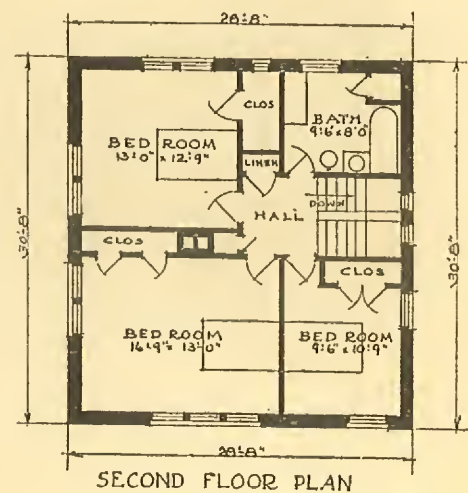 28'-8"
CLOS
BATH
9'-6" x 8'-0"
BED ROOM
13'-0" x 12'-9"
LINEN
DOWN
HALL
30'-8"
30'-8"
CLOS
CLOS
BED ROOM
16'-9" x 13'-0"
BED ROOM
9'-6" x 10'-9"
28'-8"
SECOND FLOOR PLAN